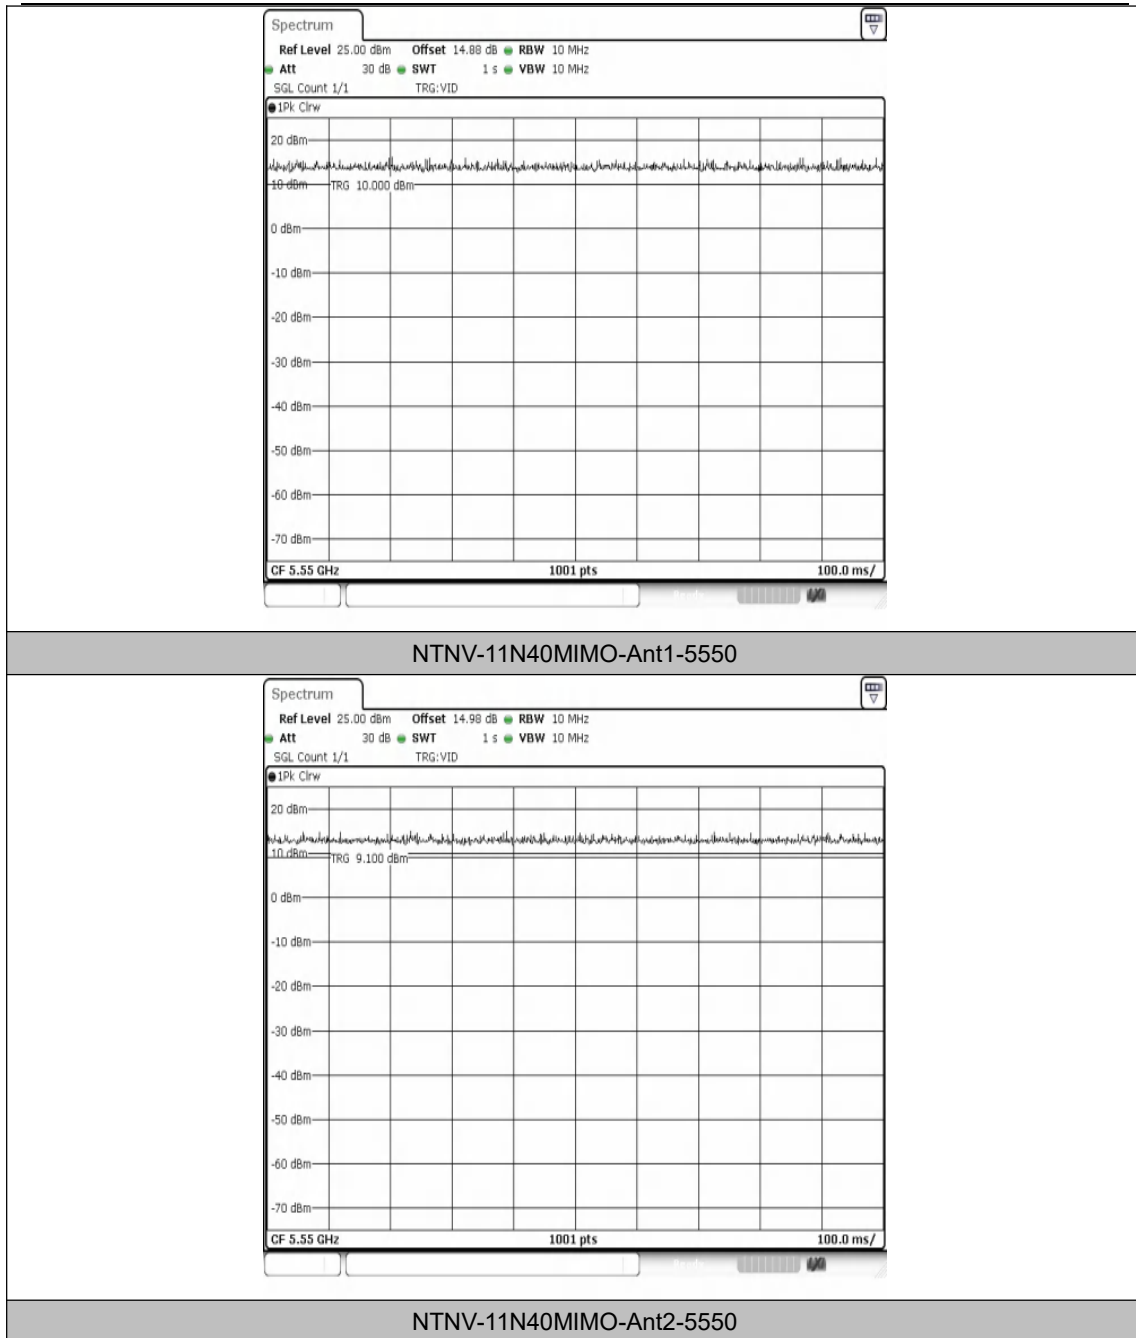 Spectrum
Ref Level 25.00 dBm Offset 14.88 dB RBW 10 MHz
Att 30 dB SWT 1 s VBW 10 MHz
SGL Count 1/1 TRG:VID
1Pk Clrw
20 dBm
10 dBm
TRG 10.000 dBm
0 dBm
-10 dBm
-20 dBm
-30 dBm
-40 dBm
-50 dBm
-60 dBm
-70 dBm
CF 5.55 GHz 1001 pts 100.0 ms/
NTNV-11N40MIMO-Ant1-5550
Spectrum
Ref Level 25.00 dBm Offset 14.98 dB RBW 10 MHz
Att 30 dB SWT 1 s VBW 10 MHz
SGL Count 1/1 TRG:VID
1Pk Clrw
20 dBm
10 dBm
TRG 9.100 dBm
0 dBm
-10 dBm
-20 dBm
-30 dBm
-40 dBm
-50 dBm
-60 dBm
-70 dBm
CF 5.55 GHz 1001 pts 100.0 ms/
NTNV-11N40MIMO-Ant2-5550